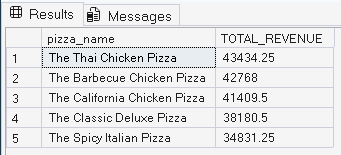 Results Messages
pizza_name TOTAL_REVENUE
1 The Thai Chicken Pizza 43434.25
2 The Barbecue Chicken Pizza 42768
3 The California Chicken Pizza 41409.5
4 The Classic Deluxe Pizza 38180.5
5 The Spicy Italian Pizza 34831.25